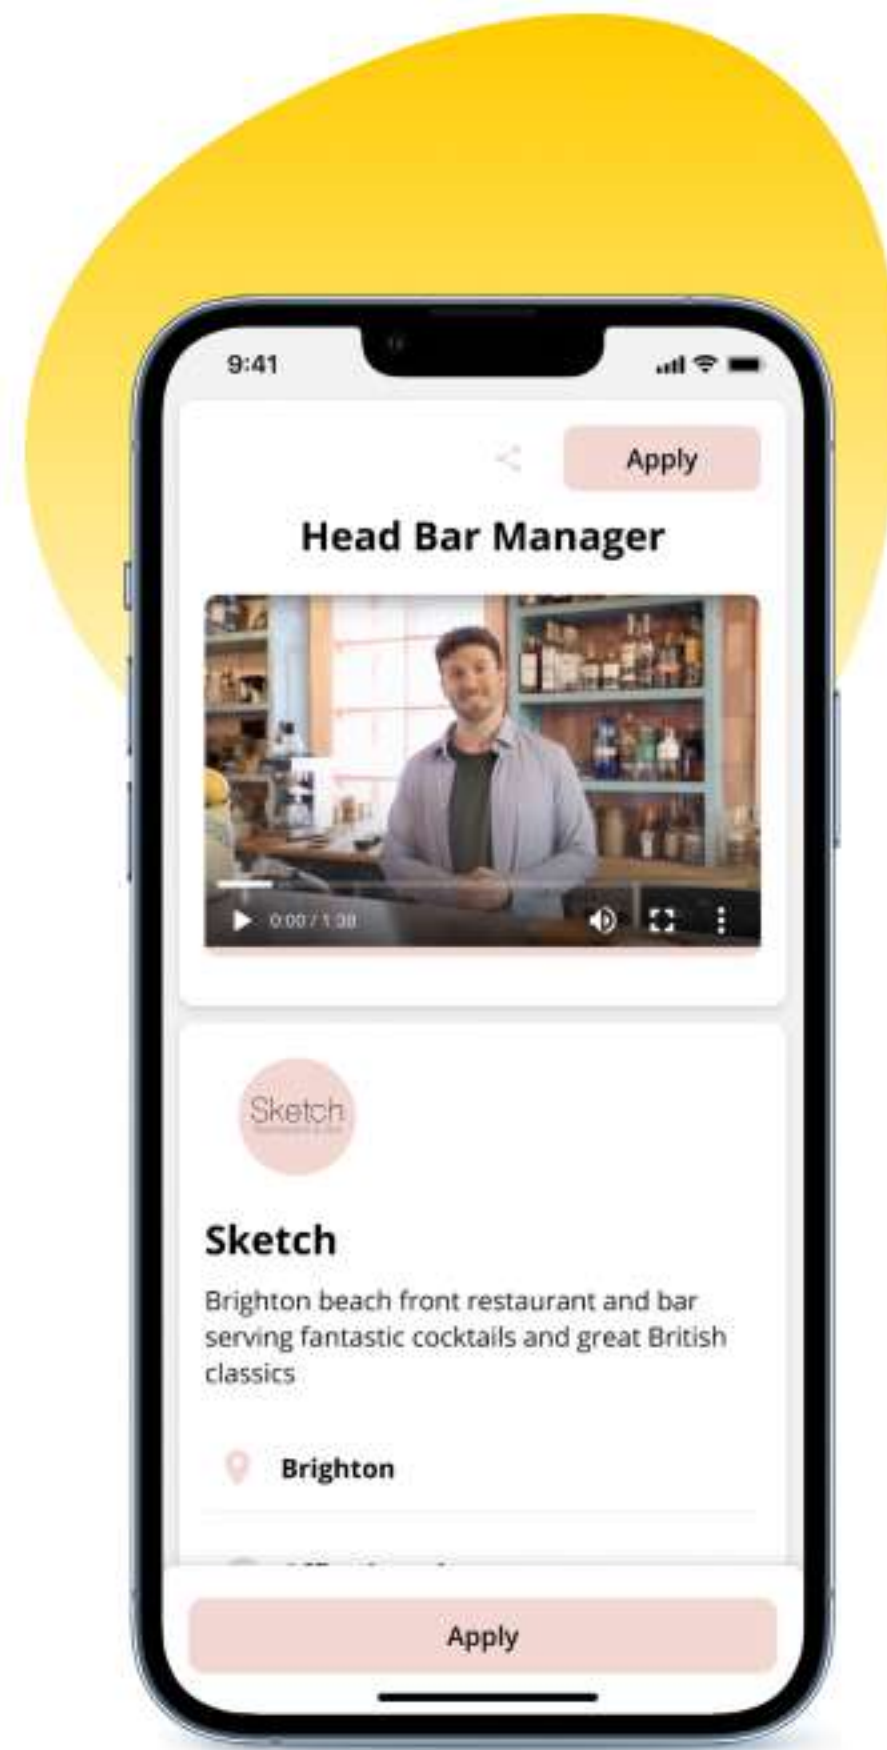 9:41
Apply
Head Bar Manager
0:00 / 1:38
Sketch
Sketch
Brighton beach front restaurant and bar
serving fantastic cocktails and great British
classics
Brighton
Apply